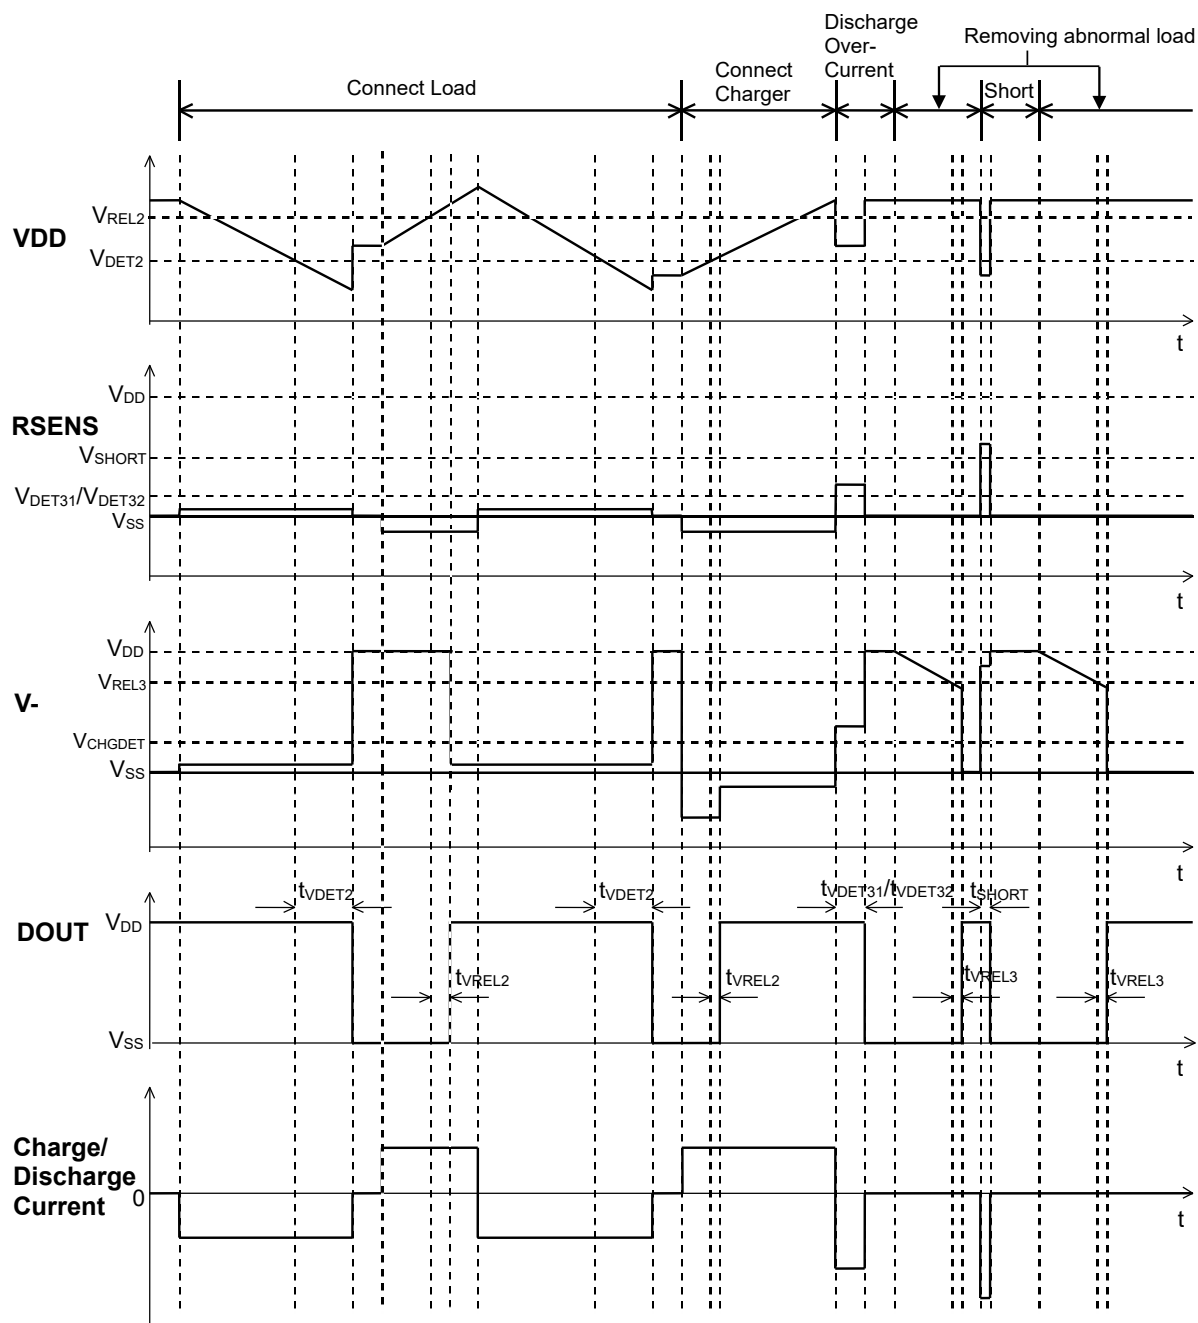 Discharge
Over-
Current
Removing abnormal load
Connect Load
Connect
Charger
Short
VDD
VREL2
VDET2
t
RSENS
VDD
VSHORT
VDET31/VDET32
VSS
t
V-
VDD
VREL3
VCHGDET
VSS
t
DOUT
VDD
tVDET2
tVDET2
tVDET31/tVDET32
tSHORT
tVREL2
tVREL2
tVREL3
tVREL3
VSS
t
Charge/
Discharge
Current
0
t